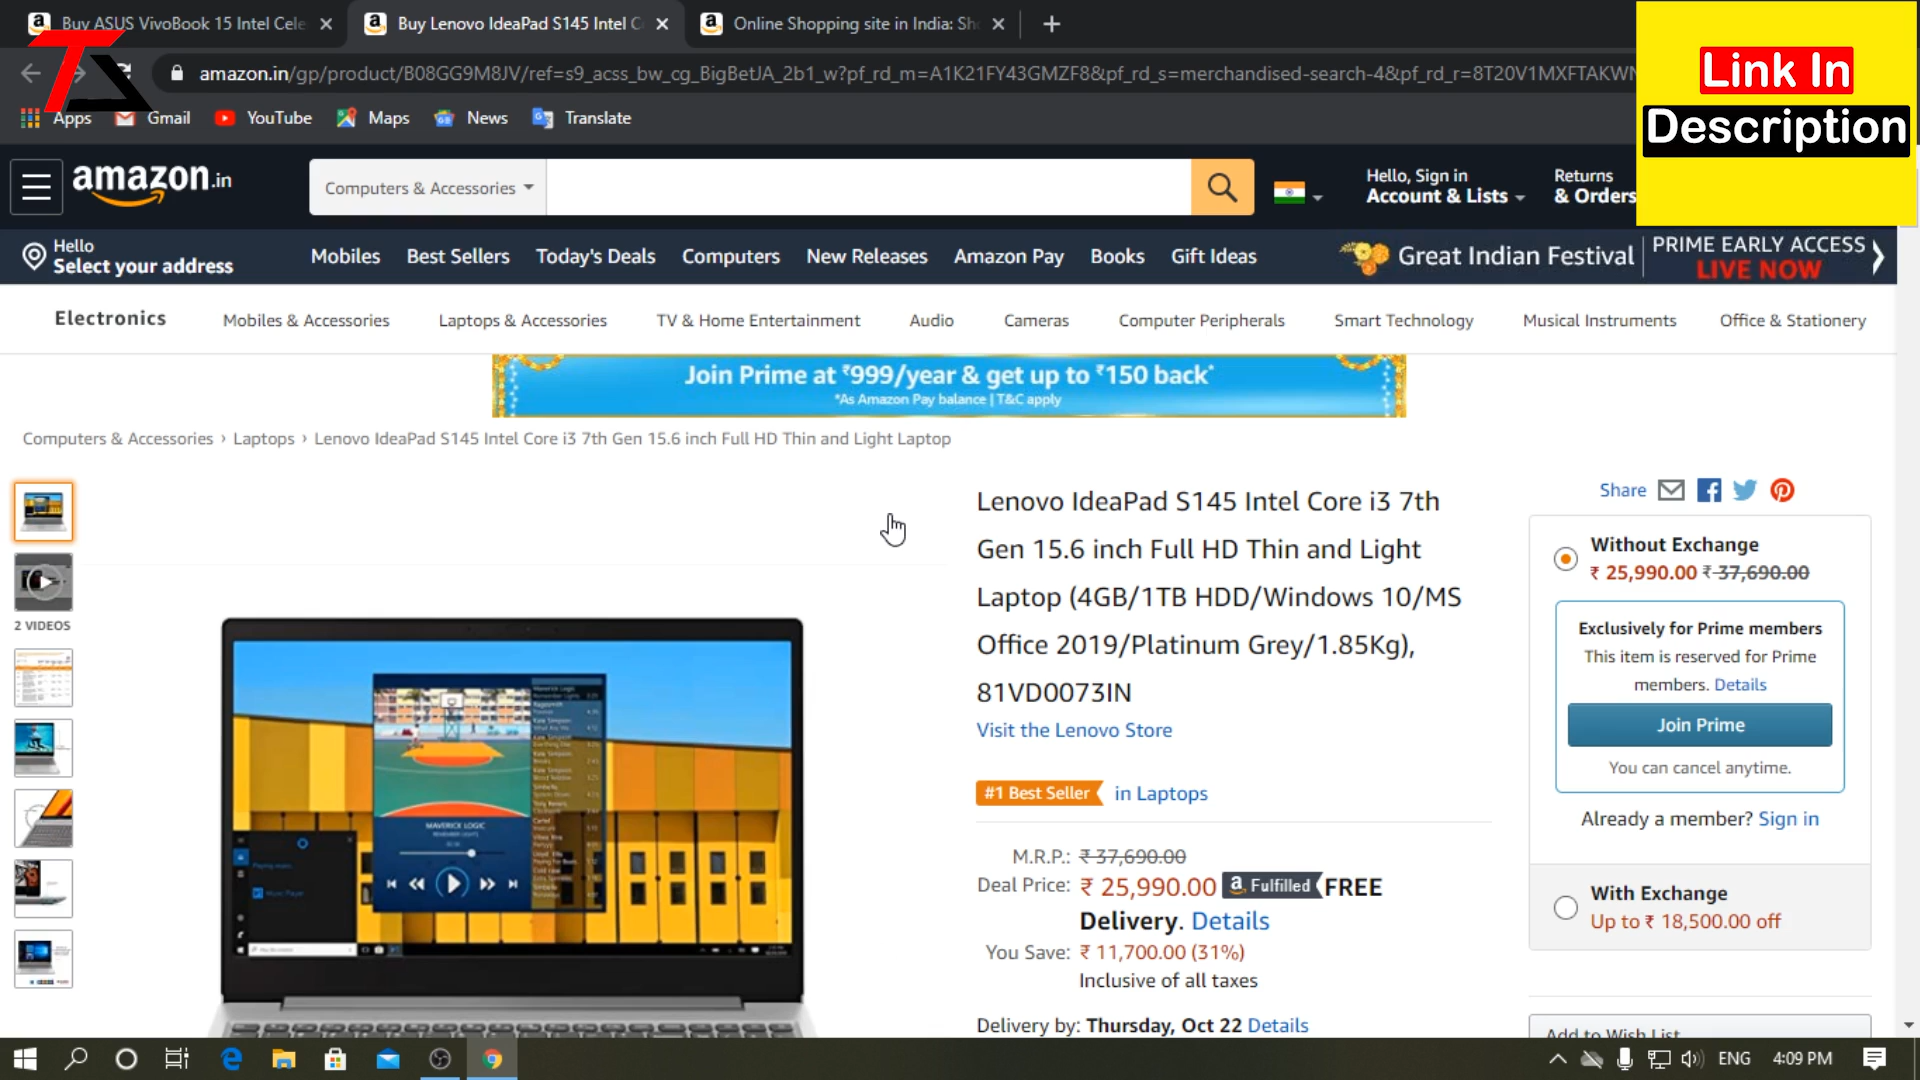 Buy ASUS VivoBook 15 Intel Cele
Buy Lenovo IdeaPad S145 Intel C
Online Shopping site in India: Sh
amazon.in/gp/product/B08GG9M8JV/ref=s9_acss_bw_cg_BigBetJA_2b1_w?pf_rd_m=A1K21FY43GMZF8&pf_rd_s=merchandised-search-4&pf_rd_r=8T20V1MXFTAKWN
Link In
Description
Apps
Gmail
YouTube
Maps
News
Translate
amazon.in
Computers & Accessories
Hello, Sign in
Account & Lists
Returns
& Orders
Hello
Select your address
Mobiles
Best Sellers
Today's Deals
Computers
New Releases
Amazon Pay
Books
Gift Ideas
Great Indian Festival
PRIME EARLY ACCESS
LIVE NOW
Electronics
Mobiles & Accessories
Laptops & Accessories
TV & Home Entertainment
Audio
Cameras
Computer Peripherals
Smart Technology
Musical Instruments
Office & Stationery
Join Prime at ₹999/year & get up to ₹150 back*
*As Amazon Pay balance | T&C apply
Computers & Accessories › Laptops › Lenovo IdeaPad S145 Intel Core i3 7th Gen 15.6 inch Full HD Thin and Light Laptop
2 VIDEOS
MAVERICK LOGIC
Lenovo IdeaPad S145 Intel Core i3 7th
Gen 15.6 inch Full HD Thin and Light
Laptop (4GB/1TB HDD/Windows 10/MS
Office 2019/Platinum Grey/1.85Kg),
81VD0073IN
Visit the Lenovo Store
#1 Best Seller in Laptops
M.R.P.: ₹ 37,690.00
Deal Price: ₹ 25,990.00 Fulfilled FREE
Delivery. Details
You Save: ₹ 11,700.00 (31%)
Inclusive of all taxes
Delivery by: Thursday, Oct 22 Details
Share
Without Exchange
₹ 25,990.00 ₹ 37,690.00
Exclusively for Prime members
This item is reserved for Prime
members. Details
Join Prime
You can cancel anytime.
Already a member? Sign in
With Exchange
Up to ₹ 18,500.00 off
Add to Wish List
ENG
4:09 PM